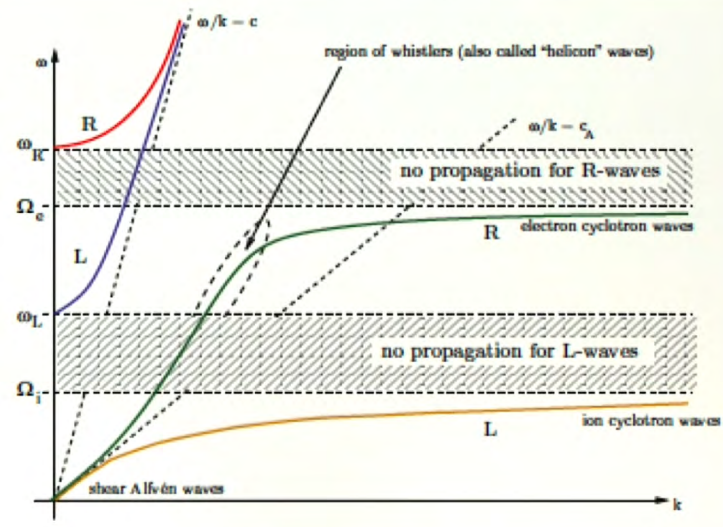 ω/k − c
region of whistlers (also called "helicon" waves)
ω
R
ω/k − c_A
ω_R
no propagation for R-waves
Ω_e
R
electron cyclotron waves
L
ω_L
no propagation for L-waves
Ω_i
L
ion cyclotron waves
shear Alfvén waves
k